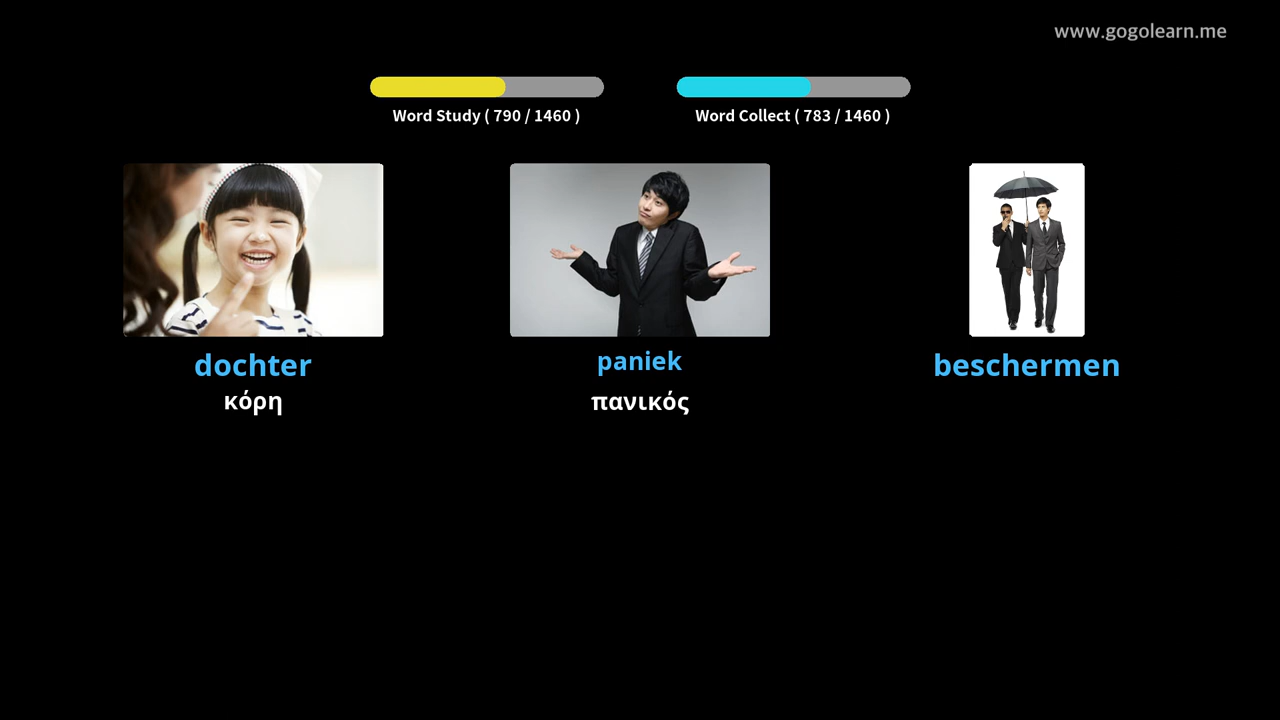 www.gogolearn.me
Word Study ( 790 / 1460 )
Word Collect ( 783 / 1460 )
dochter
κόρη
paniek
πανικός
beschermen